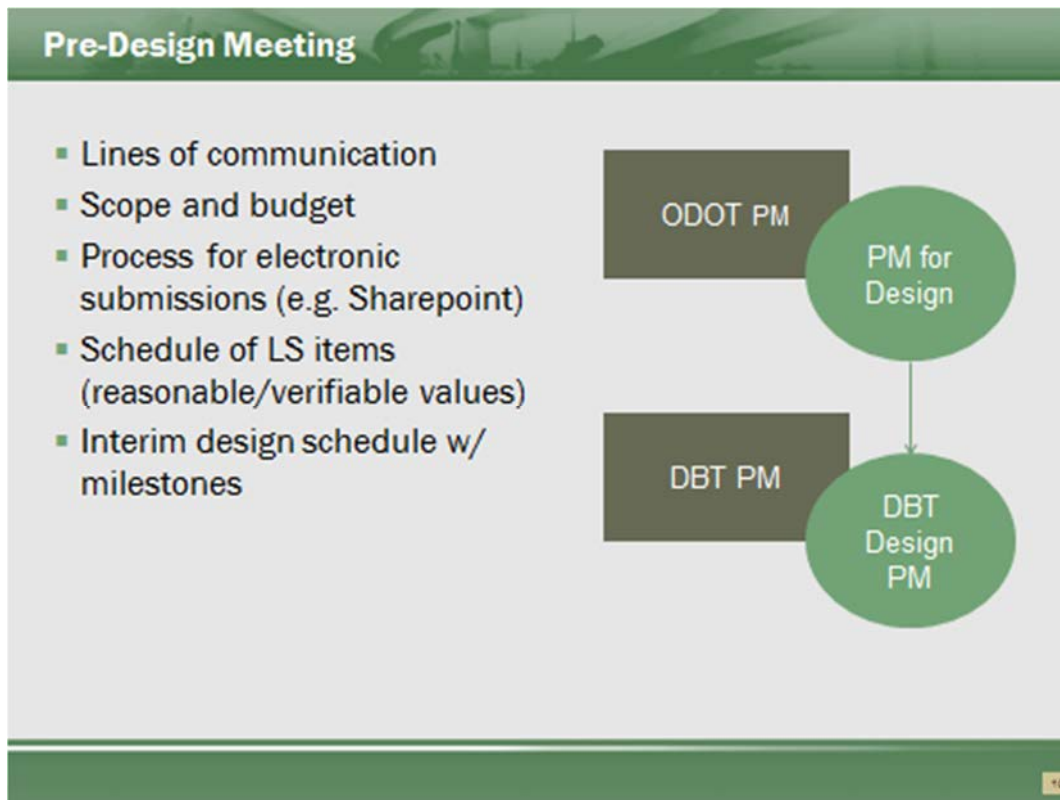 Pre-Design Meeting
▪ Lines of communication
▪ Scope and budget
▪ Process for electronic
submissions (e.g. Sharepoint)
▪ Schedule of LS items
(reasonable/verifiable values)
▪ Interim design schedule w/
milestones
ODOT PM
PM for
Design
DBT PM
DBT
Design
PM